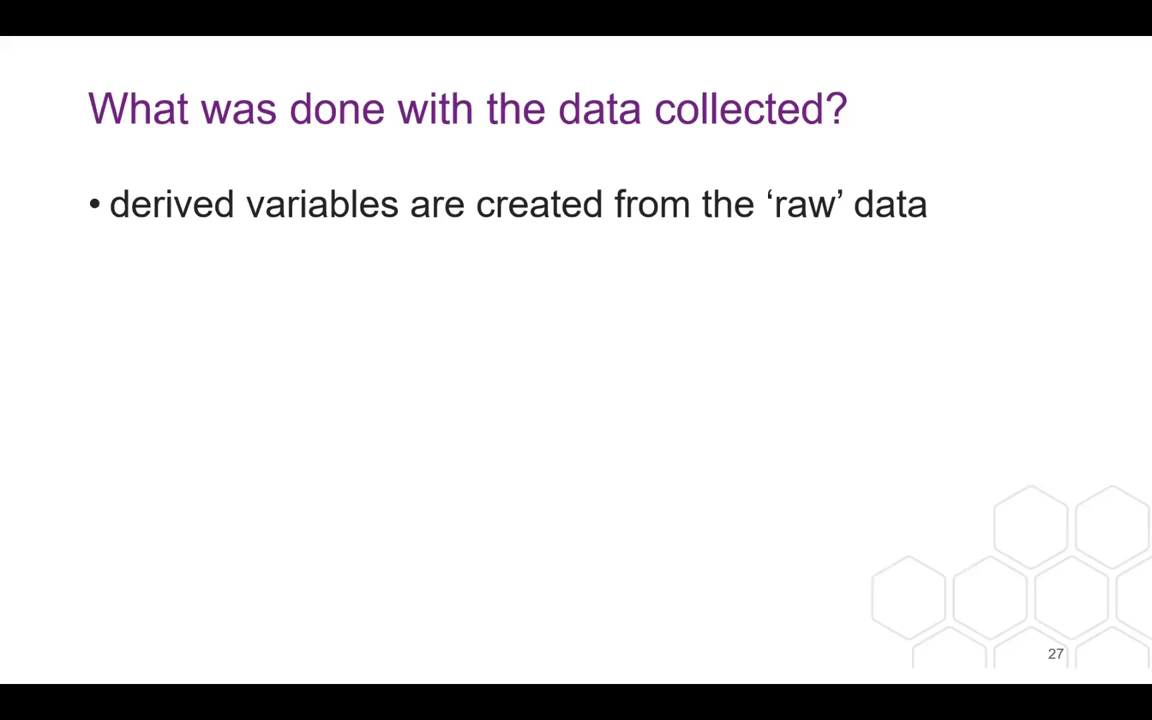 What was done with the data collected?
• derived variables are created from the ‘raw’ data
27